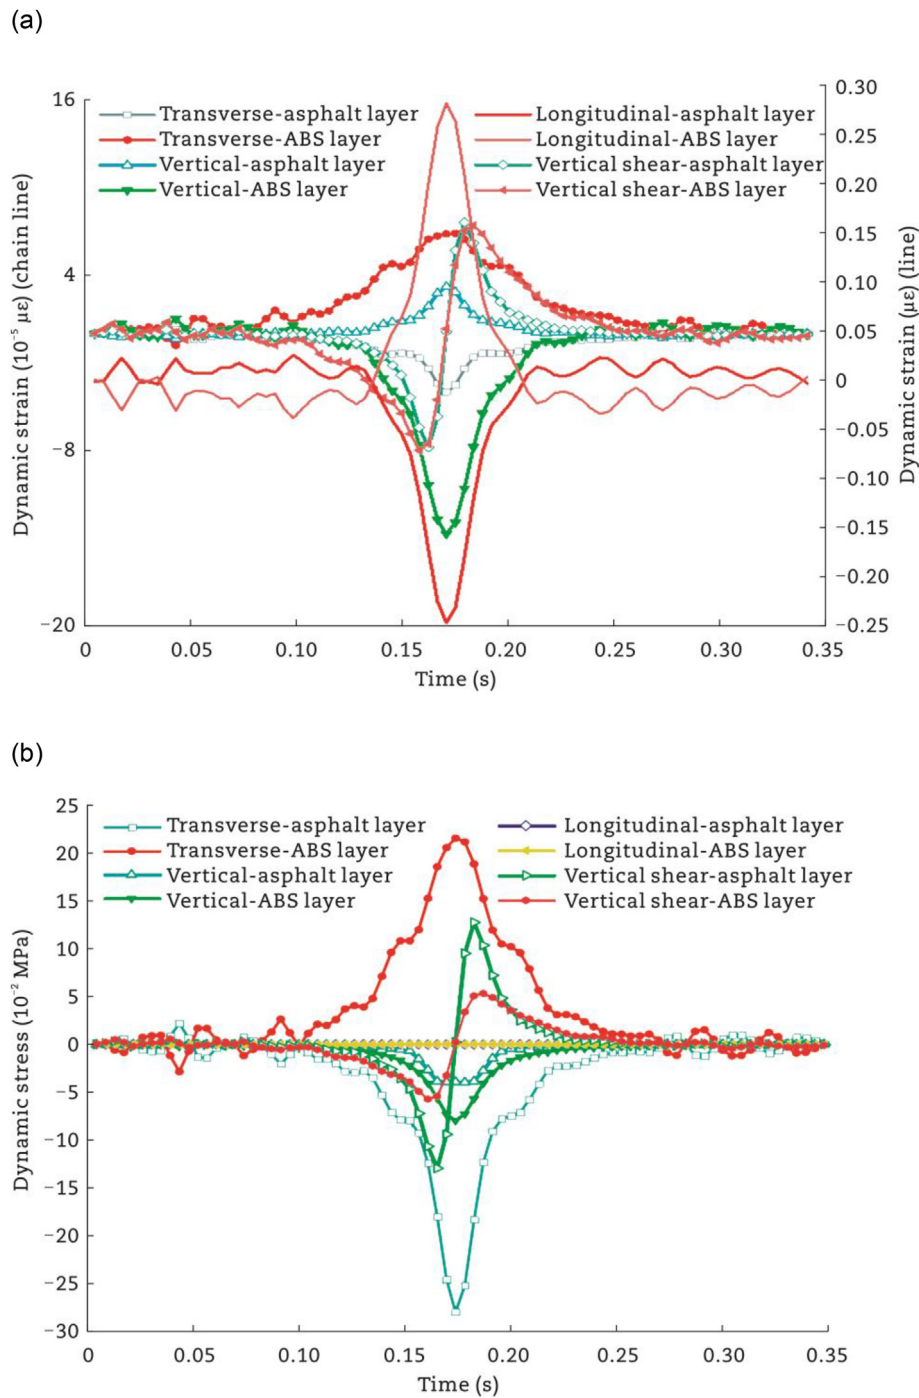 (a)
Transverse-asphalt layer
Transverse-ABS layer
Vertical-asphalt layer
Vertical-ABS layer
Longitudinal-asphalt layer
Longitudinal-ABS layer
Vertical shear-asphalt layer
Vertical shear-ABS layer
Dynamic strain (10⁻⁵ με) (chain line)
16
4
−8
−20
Dynamic strain (με) (line)
0.30
0.25
0.20
0.15
0.10
0.05
0
−0.05
−0.10
−0.15
−0.20
−0.25
0 0.05 0.10 0.15 0.20 0.25 0.30 0.35
Time (s)
(b)
Transverse-asphalt layer
Transverse-ABS layer
Vertical-asphalt layer
Vertical-ABS layer
Longitudinal-asphalt layer
Longitudinal-ABS layer
Vertical shear-asphalt layer
Vertical shear-ABS layer
Dynamic stress (10⁻² MPa)
25
20
15
10
5
0
−5
−10
−15
−20
−25
−30
0 0.05 0.10 0.15 0.20 0.25 0.30 0.35
Time (s)